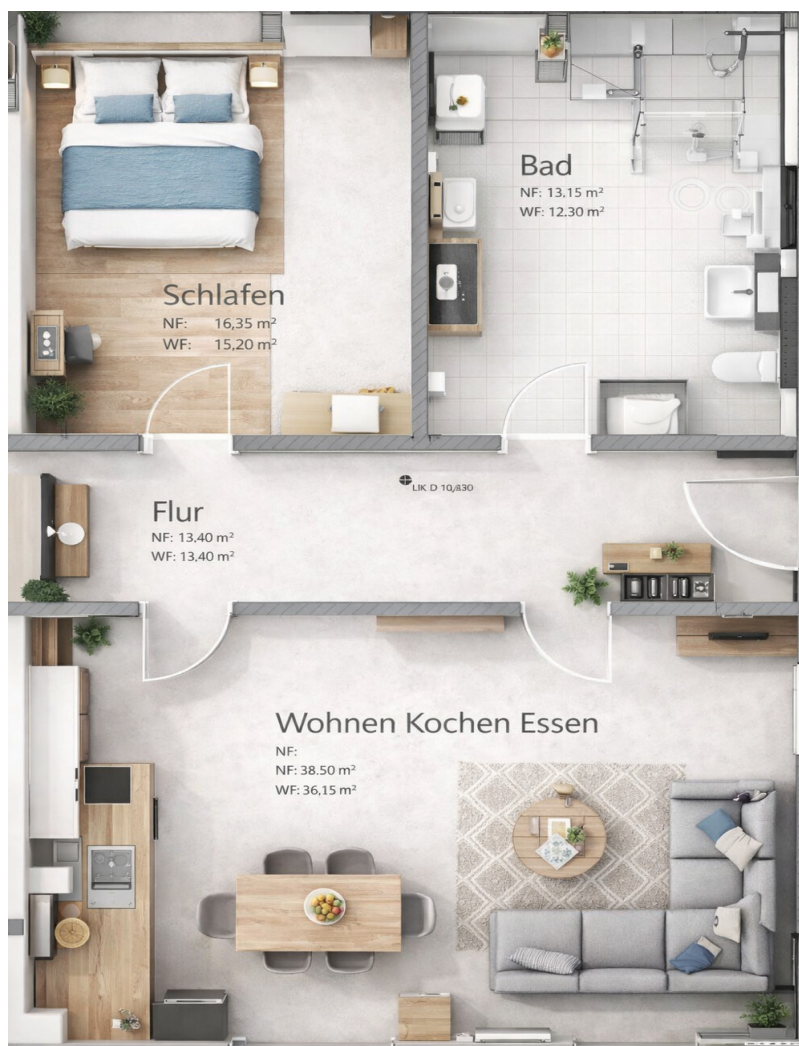 Bad
NF: 13.15 m²
WF: 12.30 m²
Schlafen
NF: 16,35 m²
WF: 15,20 m²
LIK D 10,830
Flur
NF: 13,40 m²
WF: 13,40 m²
Wohnen Kochen Essen
NF:
NF: 38.50 m²
WF: 36,15 m²